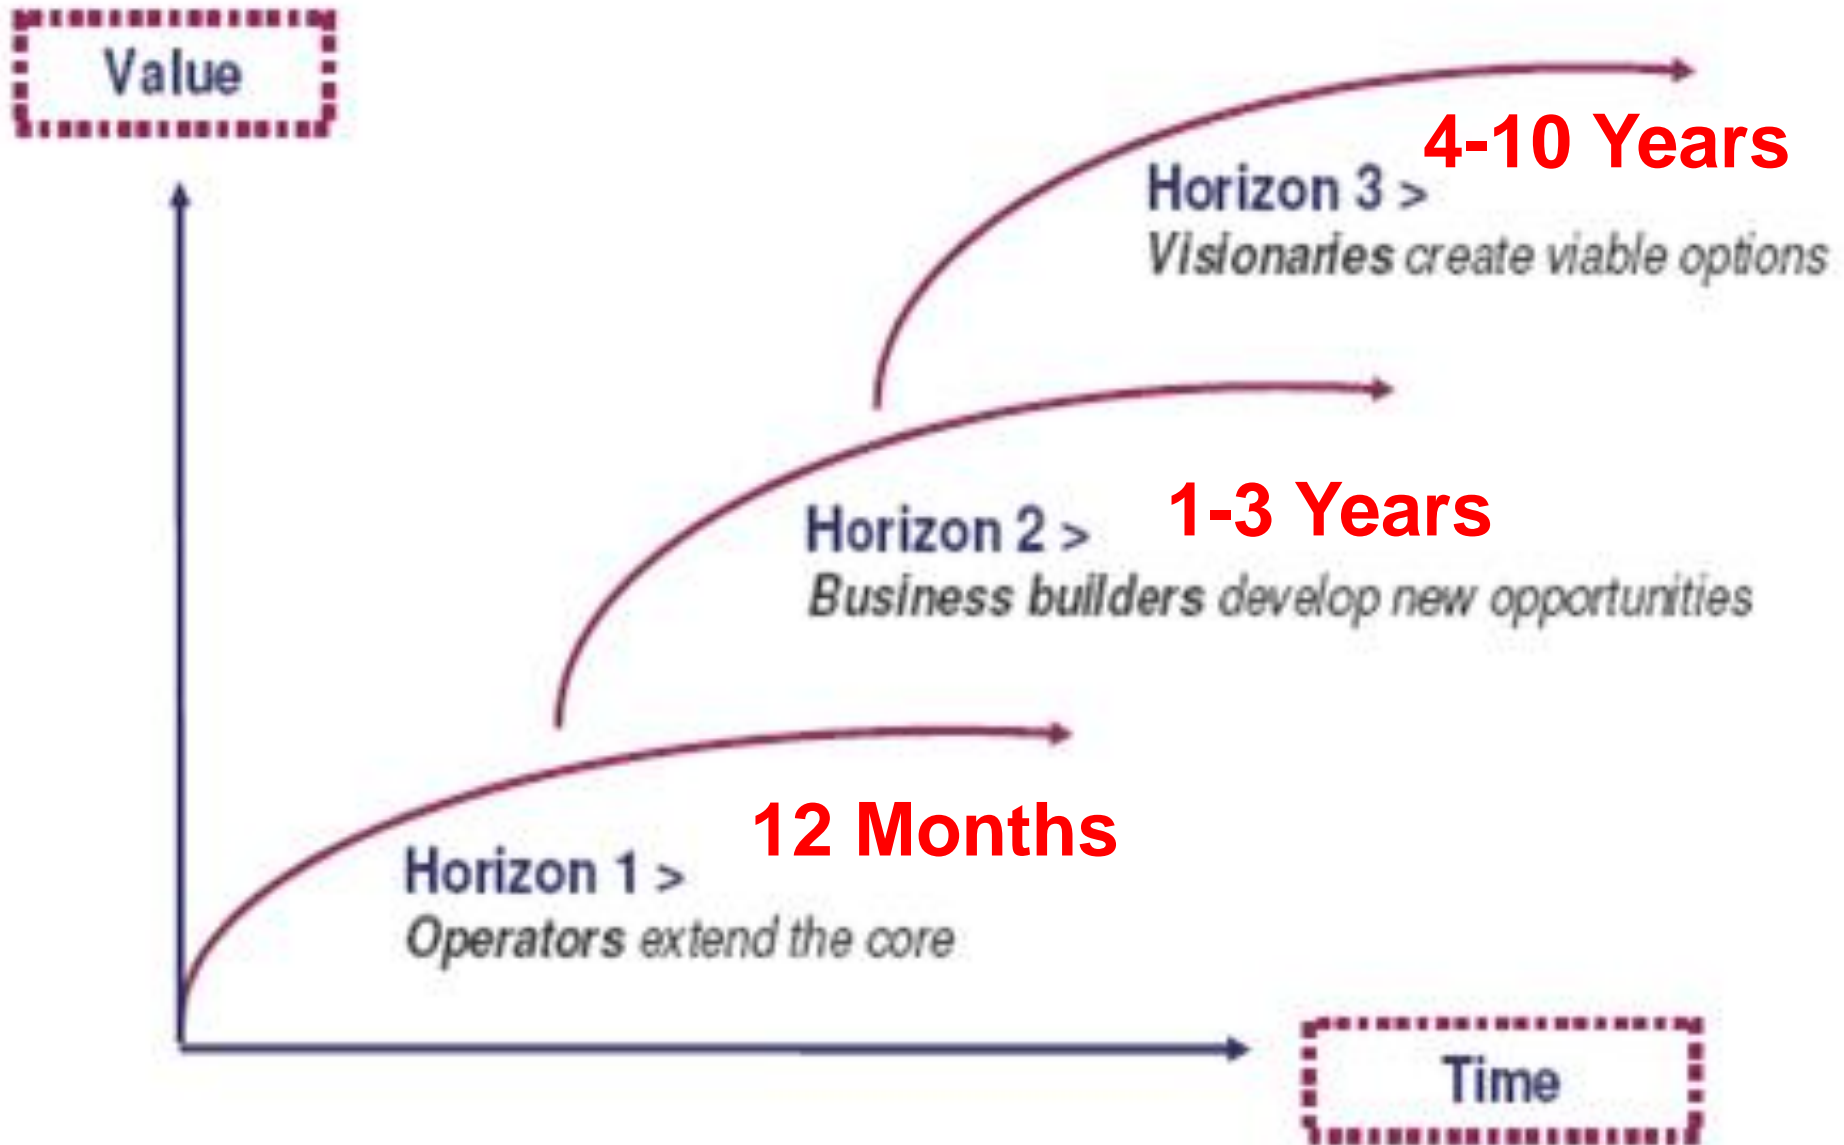 Value
4-10 Years
Horizon 3 >
Visionaries create viable options
1-3 Years
Horizon 2 >
Business builders develop new opportunities
12 Months
Horizon 1 >
Operators extend the core
Time